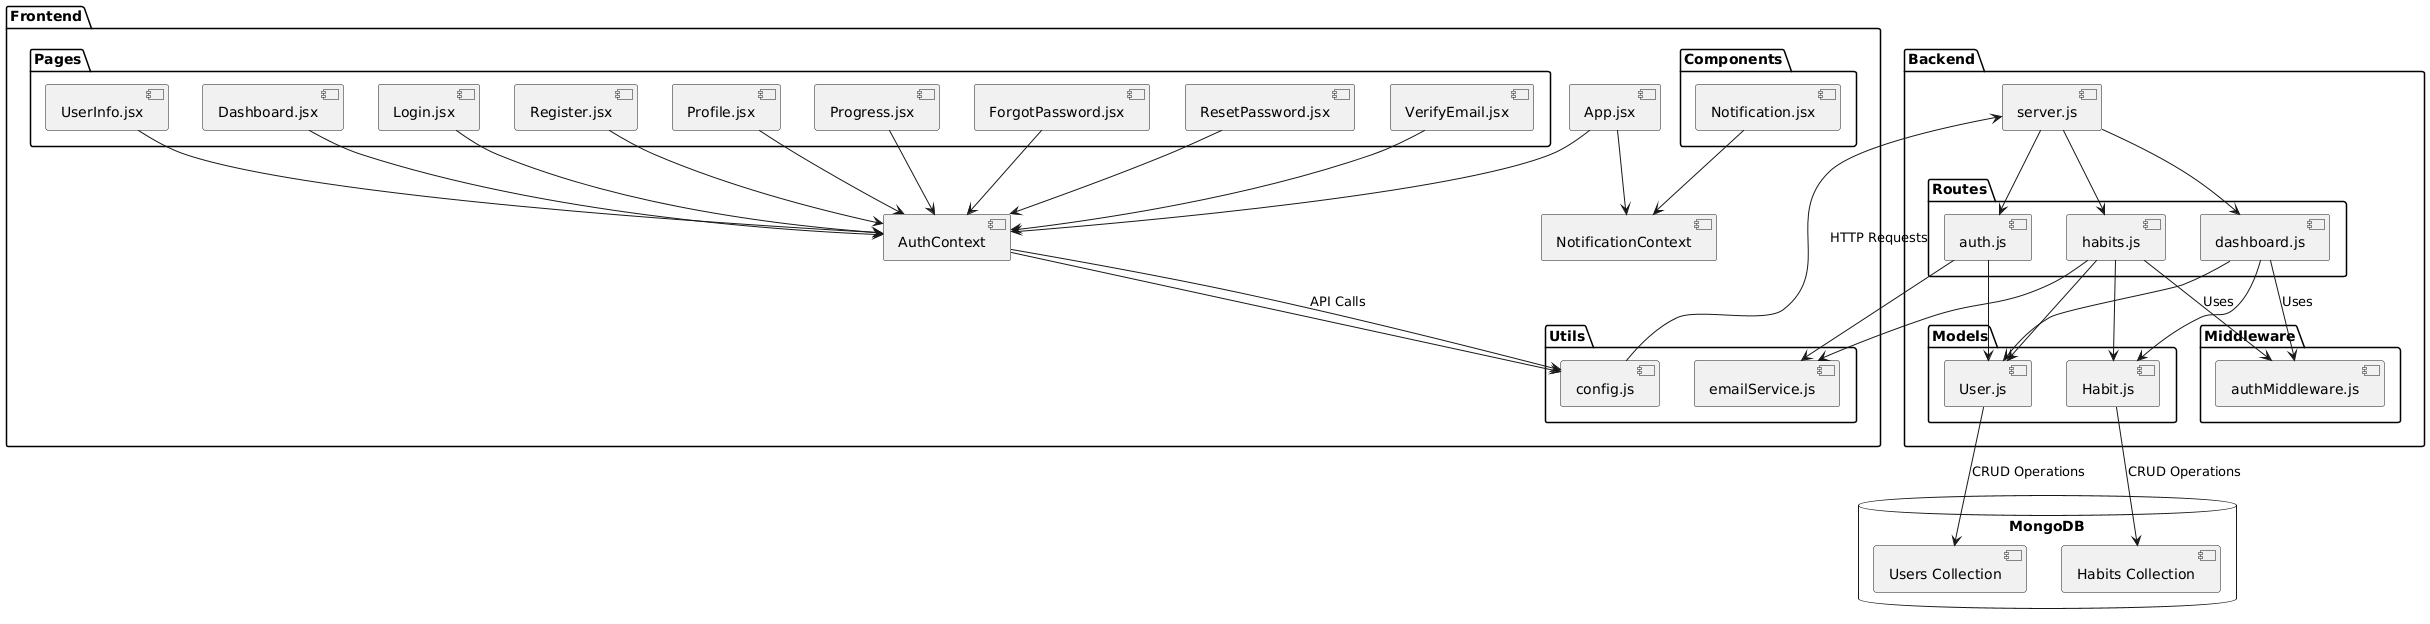 Frontend
Pages
UserInfo.jsx
Dashboard.jsx
Login.jsx
Register.jsx
Profile.jsx
Progress.jsx
ForgotPassword.jsx
ResetPassword.jsx
VerifyEmail.jsx
App.jsx
Components
Notification.jsx
AuthContext
NotificationContext
API Calls
Utils
config.js
emailService.js
HTTP Requests
Backend
server.js
Routes
auth.js
habits.js
dashboard.js
Uses
Uses
Models
User.js
Habit.js
Middleware
authMiddleware.js
CRUD Operations
CRUD Operations
MongoDB
Users Collection
Habits Collection